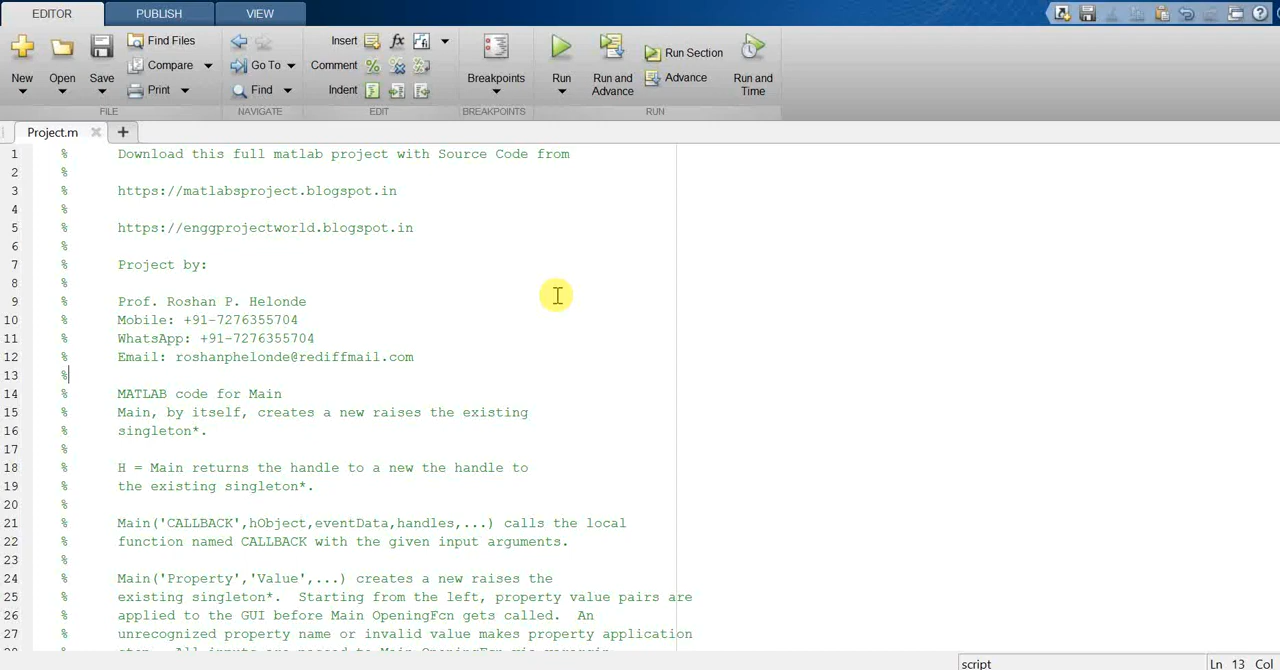 EDITOR PUBLISH VIEW
New
Open
Save
Find Files
Compare
Print
FILE
Go To
Find
NAVIGATE
Insert fx
Comment
Indent
EDIT
Breakpoints
BREAKPOINTS
Run
Run and Advance
Run Section
Advance
Run and Time
RUN
Project.m
1 % Download this full matlab project with Source Code from
2 %
3 % https://matlabsproject.blogspot.in
4 %
5 % https://enggprojectworld.blogspot.in
6 %
7 % Project by:
8 %
9 % Prof. Roshan P. Helonde
10 % Mobile: +91-7276355704
11 % WhatsApp: +91-7276355704
12 % Email: roshanphelonde@rediffmail.com
13 %
14 % MATLAB code for Main
15 % Main, by itself, creates a new raises the existing
16 % singleton*.
17 %
18 % H = Main returns the handle to a new the handle to
19 % the existing singleton*.
20 %
21 % Main('CALLBACK',hObject,eventData,handles,...) calls the local
22 % function named CALLBACK with the given input arguments.
23 %
24 % Main('Property','Value',...) creates a new raises the
25 % existing singleton*.  Starting from the left, property value pairs are
26 % applied to the GUI before Main OpeningFcn gets called.  An
27 % unrecognized property name or invalid value makes property application
script Ln 13 Col